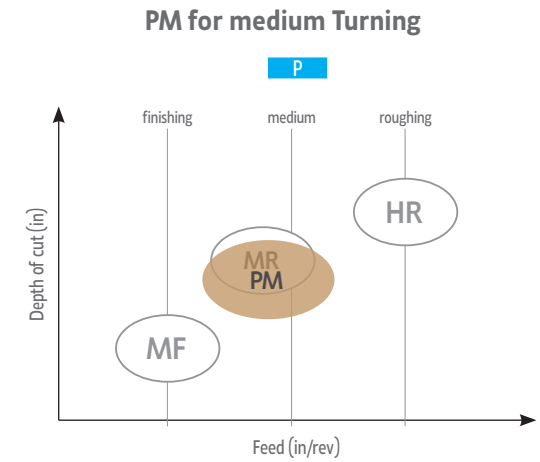 PM for medium Turning
P
finishing medium roughing
Depth of cut (in)
HR
MR
PM
MF
Feed (in/rev)